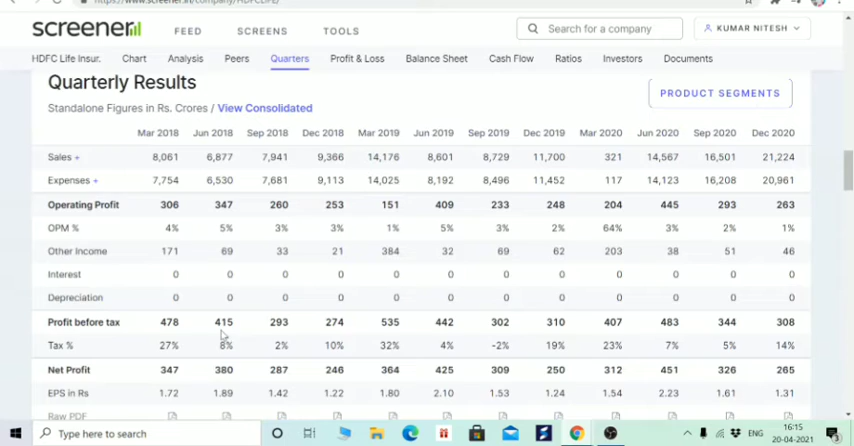 https://www.screener.in/company/HDFCLIFE/
screener FEED SCREENS TOOLS Search for a company KUMAR NITESH
HDFC Life Insur. Chart Analysis Peers Quarters Profit & Loss Balance Sheet Cash Flow Ratios Investors Documents
Quarterly Results
PRODUCT SEGMENTS
Standalone Figures in Rs. Crores / View Consolidated
Mar 2018 Jun 2018 Sep 2018 Dec 2018 Mar 2019 Jun 2019 Sep 2019 Dec 2019 Mar 2020 Jun 2020 Sep 2020 Dec 2020
Sales + 8,061 6,877 7,941 9,366 14,176 8,601 8,729 11,700 321 14,567 16,501 21,224
Expenses + 7,754 6,530 7,681 9,113 14,025 8,192 8,496 11,452 117 14,123 16,208 20,961
Operating Profit 306 347 260 253 151 409 233 248 204 445 293 263
OPM % 4% 5% 3% 3% 1% 5% 3% 2% 64% 3% 2% 1%
Other Income 171 69 33 21 384 32 69 62 203 38 51 46
Interest 0 0 0 0 0 0 0 0 0 0 0 0
Depreciation 0 0 0 0 0 0 0 0 0 0 0 0
Profit before tax 478 415 293 274 535 442 302 310 407 483 344 308
Tax % 27% 8% 2% 10% 32% 4% -2% 19% 23% 7% 5% 14%
Net Profit 347 380 287 246 364 425 309 250 312 451 326 265
EPS in Rs 1.72 1.89 1.42 1.22 1.80 2.10 1.53 1.24 1.54 2.23 1.61 1.31
Raw PDF
Type here to search ENG 16:15
20-04-2021 3